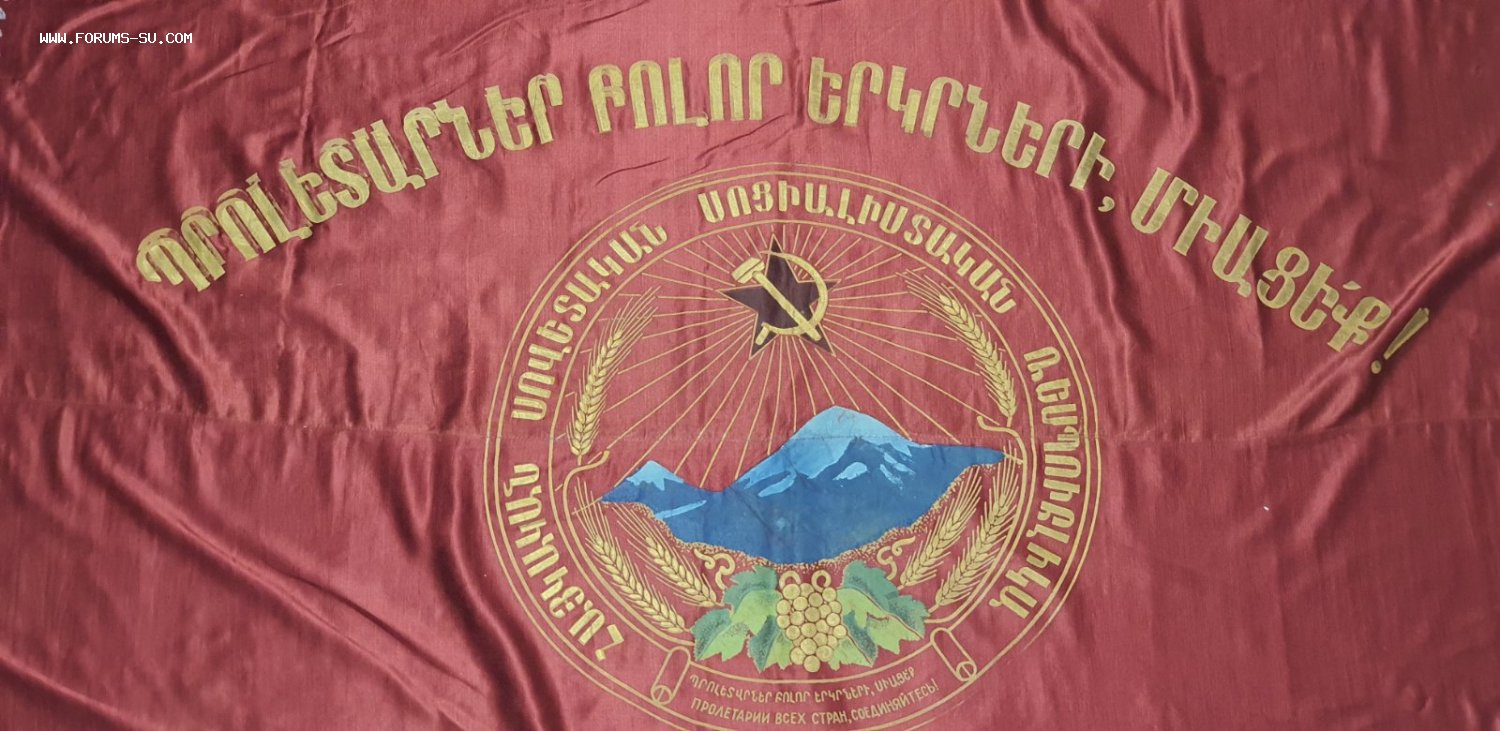 WWW.FORUMS-SU.COM
ՊՐՈԼԵՏԱՐՆԵՐ ԲՈԼՈՐ ԵՐԿՐՆԵՐԻ, ՄԻԱՑԵ՛Ք!
ՀԱՅԿԱԿԱՆ ՍՈՎԵՏԱԿԱՆ ՍՈՑԻԱԼԻՍՏԱԿԱՆ ՌԵՍՊՈՒԲԼԻԿԱ
ՊՐՈԼԵՏԱՐՆԵՐ ԲՈԼՈՐ ԵՐԿՐՆԵՐԻ, ՄԻԱՑԵՔ
ПРОЛЕТАРИИ ВСЕХ СТРАН, СОЕДИНЯЙТЕСЬ!